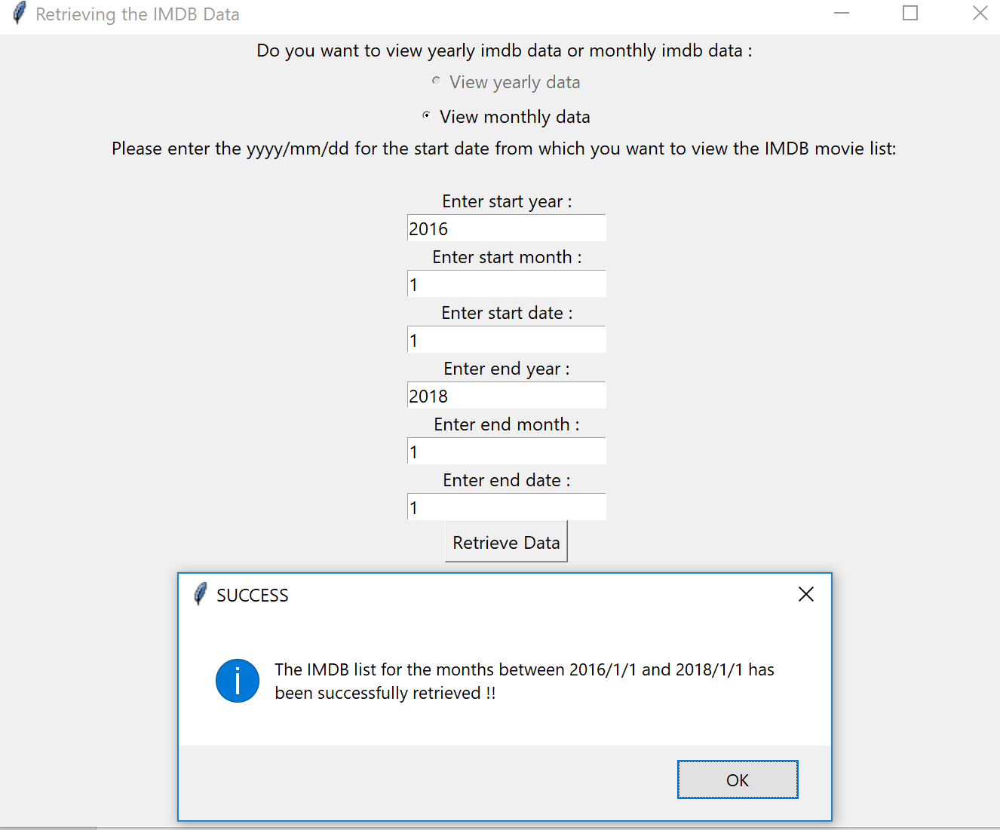 Retrieving the IMDB Data
Do you want to view yearly imdb data or monthly imdb data :
View yearly data
View monthly data
Please enter the yyyy/mm/dd for the start date from which you want to view the IMDB movie list:
Enter start year :
2016
Enter start month :
1
Enter start date :
1
Enter end year :
2018
Enter end month :
1
Enter end date :
1
Retrieve Data
SUCCESS
The IMDB list for the months between 2016/1/1 and 2018/1/1 has
been successfully retrieved !!
OK